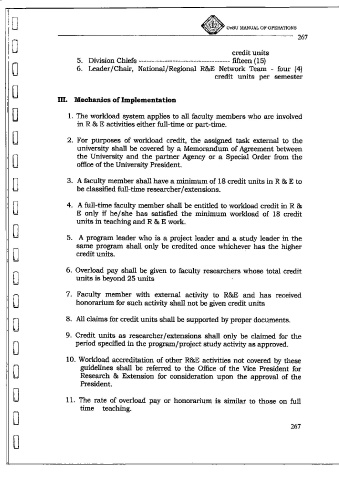 UNIVERSITY MANUAL OF OPERATIONS
267
credit units
5. Division Chiefs ---------------------------------- fifteen (15)
6. Leader/Chair, National/Regional R&E Network Team - four (4)
credit units per semester
III. Mechanics of Implementation
1. The workload system applies to all faculty members who are involved
in R & E activities either full-time or part-time.
2. For purposes of workload credit, the assigned task external to the
university shall be covered by a Memorandum of Agreement between
the University and the partner Agency or a Special Order from the
office of the University President.
3. A faculty member shall have a minimum of 18 credit units in R & E to
be classified full-time researcher/extensions.
4. A full-time faculty member shall be entitled to workload credit in R &
E only if he/she has satisfied the minimum workload of 18 credit
units in teaching and R & E work.
5. A program leader who is a project leader and a study leader in the
same program shall only be credited once whichever has the higher
credit units.
6. Overload pay shall be given to faculty researchers whose total credit
units is beyond 25 units
7. Faculty member with external activity to R&E and has received
honorarium for such activity shall not be given credit units
8. All claims for credit units shall be supported by proper documents.
9. Credit units as researcher/extensions shall only be claimed for the
period specified in the program/project study activity as approved.
10. Workload accreditation of other R&E activities not covered by these
guidelines shall be referred to the Office of the Vice President for
Research & Extension for consideration upon the approval of the
President.
11. The rate of overload pay or honorarium is similar to those on full
time teaching.
267